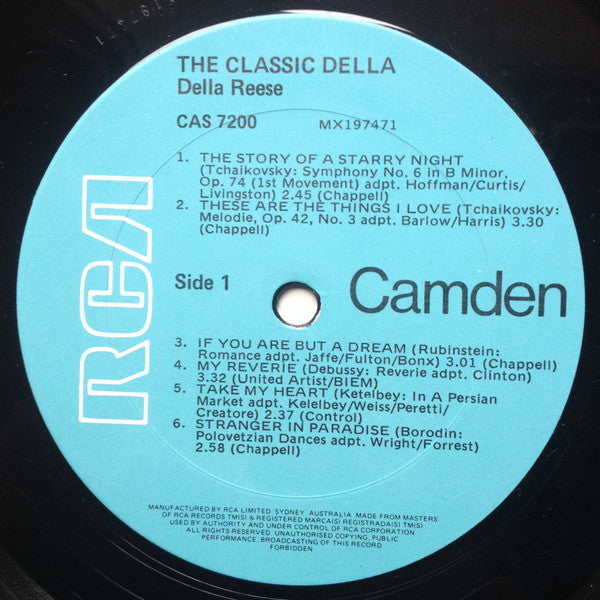 THE CLASSIC DELLA
Della Reese
CAS 7200 MX197471
1. THE STORY OF A STARRY NIGHT
(Tchaikovsky: Symphony No. 6 in B Minor,
Op. 74 (1st Movement) adpt. Hoffman/Curtis/
Livingston) 2.45 (Chappell)
2. THESE ARE THE THINGS I LOVE (Tchaikovsky:
Melodie, Op. 42, No. 3 adpt. Barlow/Harris) 3.30
(Chappell)
RCA
Side 1
Camden
3. IF YOU ARE BUT A DREAM (Rubinstein:
Romance adpt. Jaffe/Fulton/Bonx) 3.01 (Chappell)
4. MY REVERIE (Debussy: Reverie adpt. Clinton)
3.32 (United Artist/BIEM)
5. TAKE MY HEART (Ketelbey: In A Persian
Market adpt. Kelelbey/Weiss/Peretti/
Creatore) 2.37 (Control)
6. STRANGER IN PARADISE (Borodin:
Polovetzian Dances adpt. Wright/Forrest)
2.58 (Chappell)
MANUFACTURED BY RCA LIMITED, SYDNEY, AUSTRALIA. MADE FROM MASTERS
OF RCA RECORDS TM(S) & REGISTERED MARCA(S) REGISTRADA(S) TM(S)
USED BY AUTHORITY AND UNDER CONTROL OF RCA CORPORATION
ALL RIGHTS RESERVED. UNAUTHORISED COPYING, PUBLIC
PERFORMANCE, BROADCASTING OF THIS RECORD
FORBIDDEN